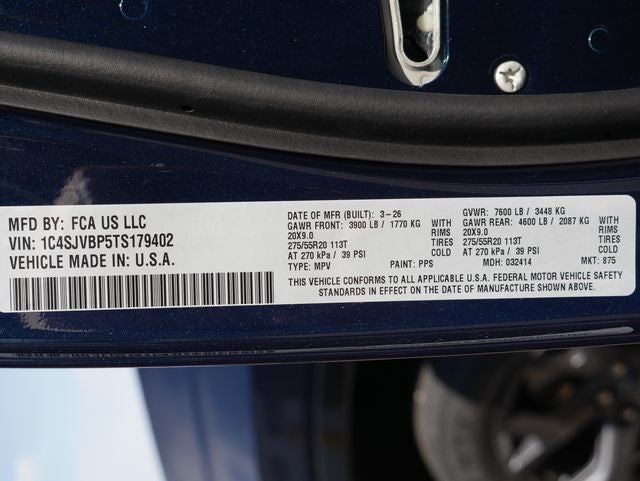 MFD BY: FCA US LLC
VIN: 1C4SJVBP5TS179402
VEHICLE MADE IN: U.S.A.
DATE OF MFR (BUILT): 3-26
GAWR FRONT: 3900 LB / 1770 KG WITH
20X9.0 RIMS
275/55R20 113T TIRES
AT 270 kPa / 39 PSI COLD
TYPE: MPV PAINT: PPS
GVWR: 7600 LB / 3448 KG
GAWR REAR: 4600 LB / 2087 KG WITH
20X9.0 RIMS
275/55R20 113T TIRES
AT 270 kPa / 39 PSI COLD
MDH: 032414 MKT: 875
THIS VEHICLE CONFORMS TO ALL APPLICABLE U.S.A. FEDERAL MOTOR VEHICLE SAFETY
STANDARDS IN EFFECT ON THE DATE OF MANUFACTURE SHOWN ABOVE.